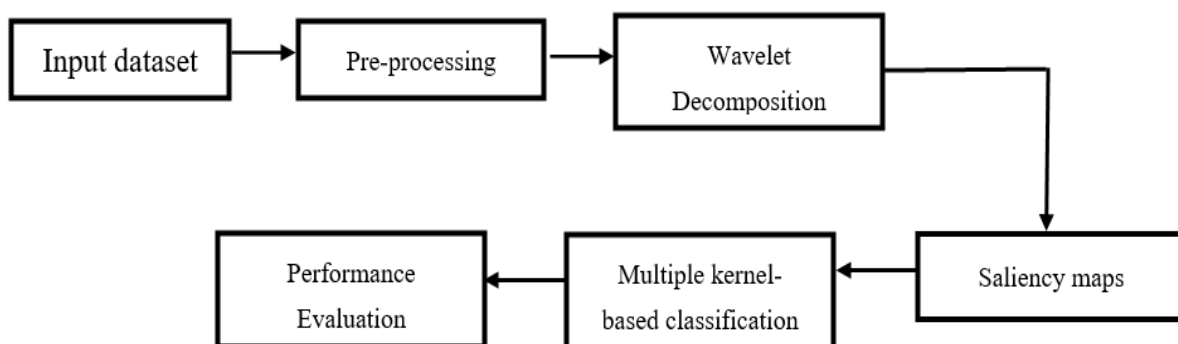 Input dataset
Pre-processing
Wavelet
Decomposition
Saliency maps
Multiple kernel-
based classification
Performance
Evaluation